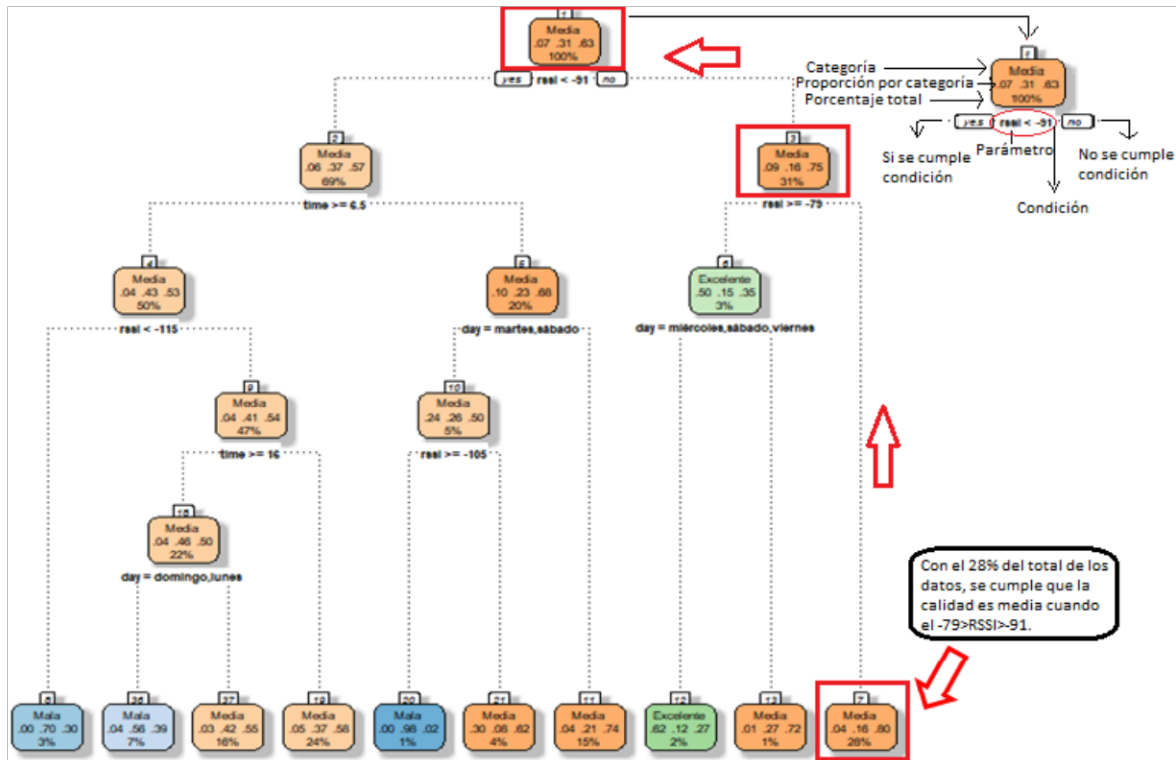 1
Media
.07 .31 .63
100%
yes rssi < -91 no
1
Media
.07 .31 .63
100%
yes rssi < -91 no
Categoría
Proporción por categoría
Porcentaje total
Si se cumple
condición
Parámetro
No se cumple
condición
Condición
2
Media
.06 .37 .57
69%
time >= 6.5
3
Media
.09 .16 .75
31%
rssi >= -79
4
Media
.04 .43 .53
50%
rssi < -115
5
Media
.10 .23 .66
20%
day = martes,sábado
6
Excelente
.50 .15 .35
3%
day = miércoles,sábado,viernes
9
Media
.04 .41 .54
47%
time >= 16
10
Media
.24 .26 .50
5%
rssi >= -105
18
Media
.04 .46 .50
22%
day = domingo,lunes
Con el 28% del total de los
datos, se cumple que la
calidad es media cuando
el -79>RSSI>-91.
8
Mala
.00 .70 .30
3%
36
Mala
.04 .56 .39
7%
37
Media
.03 .42 .55
16%
19
Media
.05 .37 .58
24%
20
Mala
.00 .98 .02
1%
21
Media
.30 .08 .62
4%
11
Media
.04 .21 .74
15%
12
Excelente
.62 .12 .27
2%
13
Media
.01 .27 .72
1%
7
Media
.04 .16 .80
28%